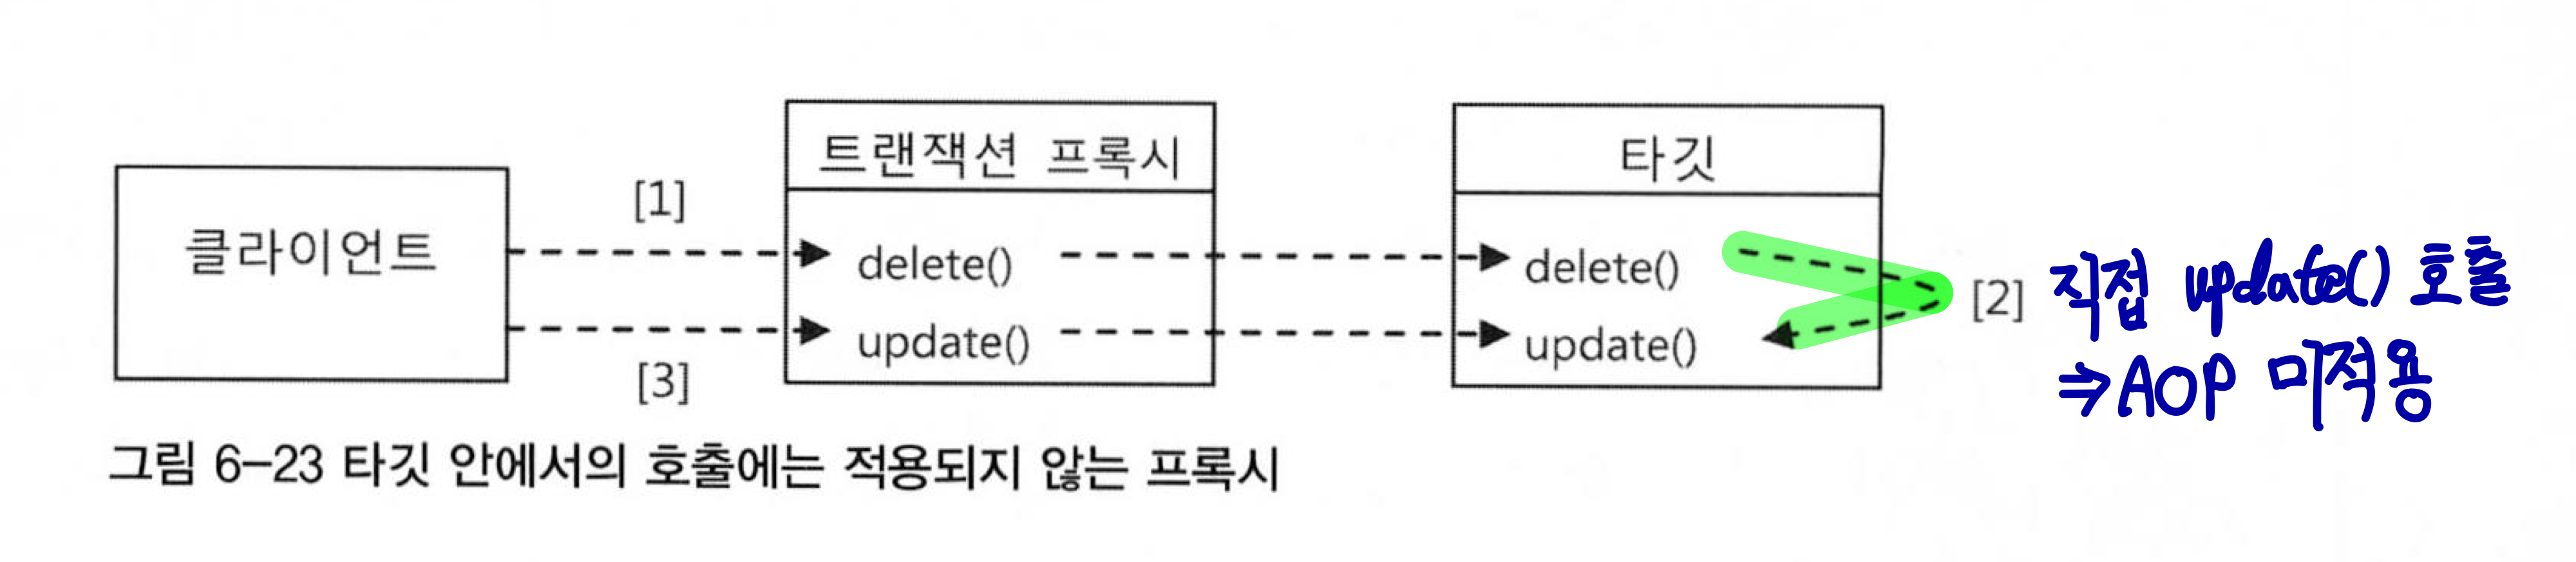 클라이언트
[1]
[3]
트랜잭션 프록시
delete()
update()
타깃
delete()
update()
[2]
직접 update() 호출
⇒AOP 미적용
그림 6-23 타깃 안에서의 호출에는 적용되지 않는 프록시